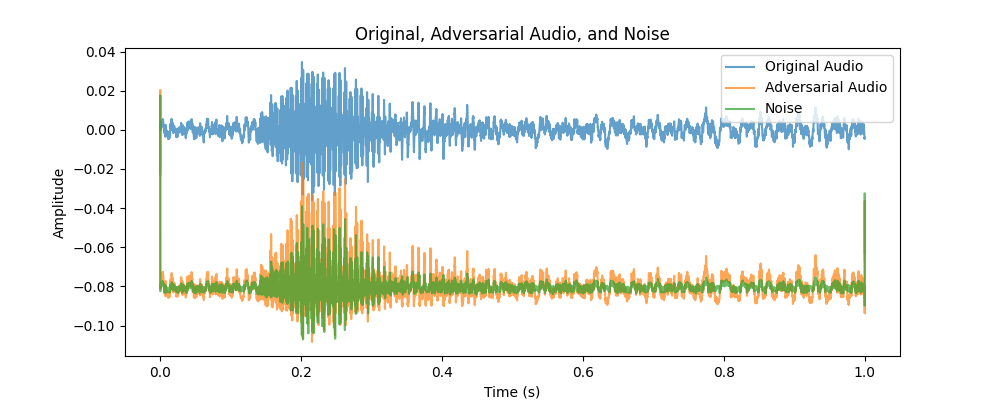 Original, Adversarial Audio, and Noise
Original Audio
Adversarial Audio
Noise
Amplitude
0.04
0.02
0.00
−0.02
−0.04
−0.06
−0.08
−0.10
0.0 0.2 0.4 0.6 0.8 1.0
Time (s)